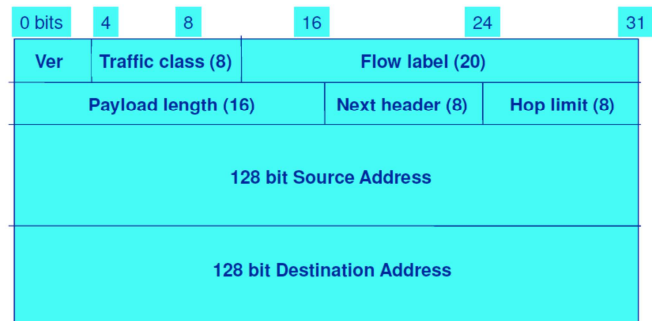 0 bits 4 8 16 24 31
Ver Traffic class (8) Flow label (20)
Payload length (16) Next header (8) Hop limit (8)
128 bit Source Address
128 bit Destination Address